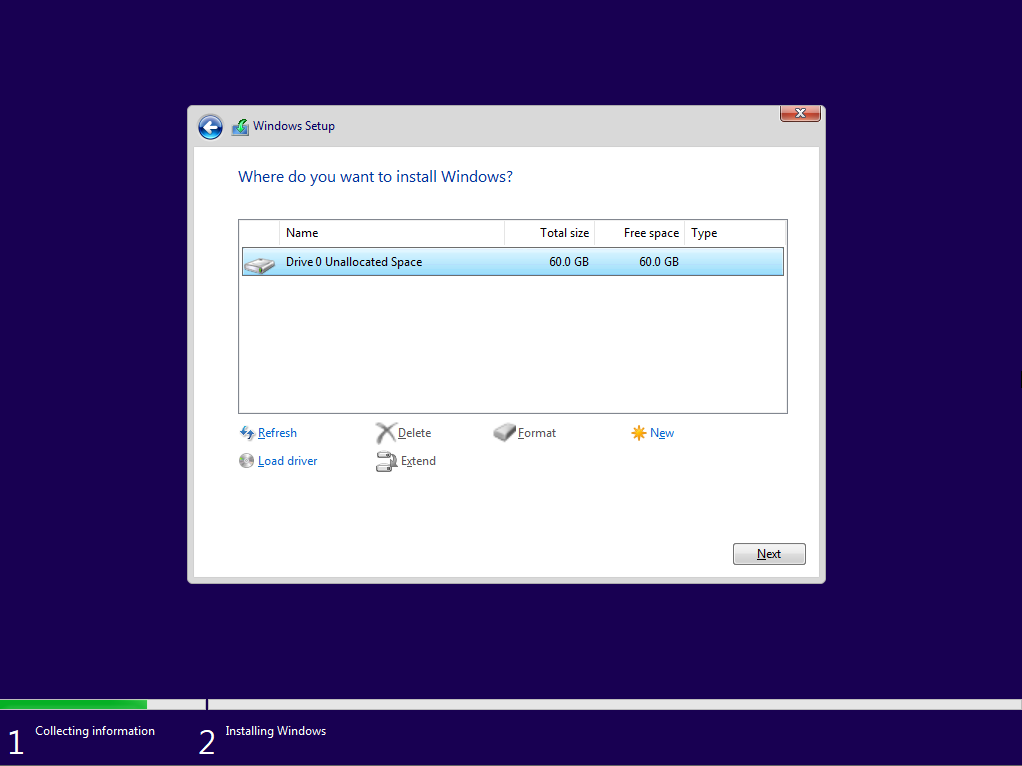 Windows Setup
Where do you want to install Windows?
Name Total size Free space Type
Drive 0 Unallocated Space 60.0 GB 60.0 GB
Refresh Delete Format New
Load driver Extend
Next
1 Collecting information 2 Installing Windows